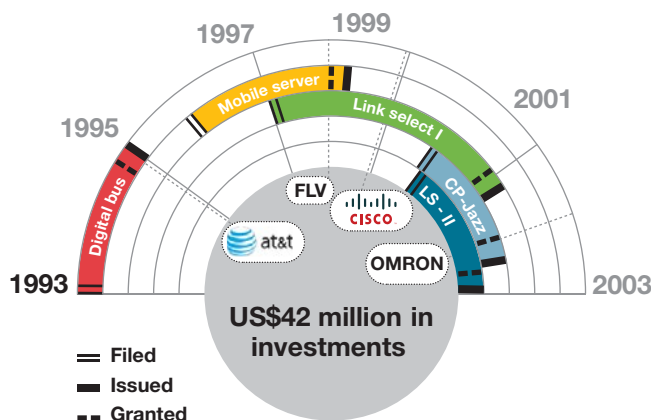 1997
1999
Mobile server
Link select I
2001
1995
Digital bus
CP-Jazz
LS - II
FLV
CISCO
at&t
OMRON
1993
2003
US$42 million in
investments
Filed
Issued
Granted